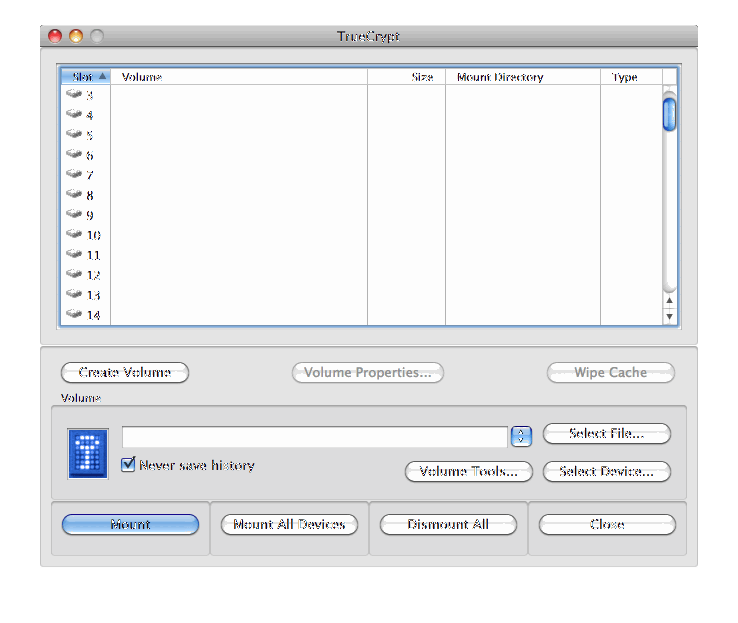 TrueCrypt
Slot Volume Size Mount Directory Type
3
4
5
6
7
8
9
10
11
12
13
14
Create Volume Volume Properties... Wipe Cache
Volume
Select File...
Never save history
Volume Tools... Select Device...
Mount Mount All Devices Dismount All Close